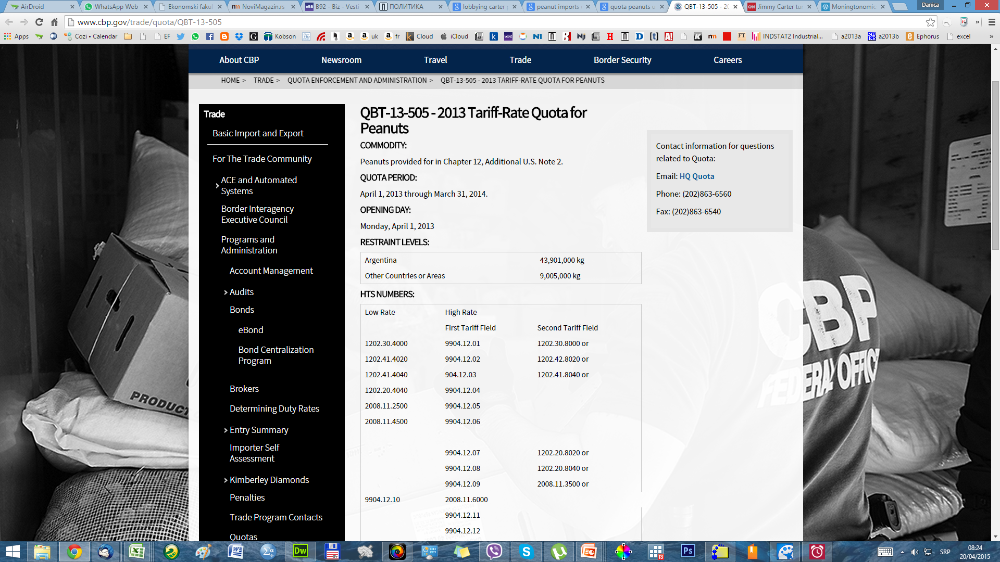 AirDroid
WhatsApp Web
Ekonomski fakul
NoviMagazin.rs
B92 - Biz - Vesti
ПОЛИТИКА
lobbying carter p
peanut imports
quota peanuts u
QBT-13-505 - 20
Jimmy Carter tur
Moningtonomic
Danica
www.cbp.gov/trade/quota/QBT-13-505
Apps
Cozi • Calendar
EF
Kobson
uk
fr
Cloud
iCloud
INDSTAT2 Industrial...
a2013a
a2013b
Ephorus
excel
»
About CBP
Newsroom
Travel
Trade
Border Security
Careers
HOME > TRADE > QUOTA ENFORCEMENT AND ADMINISTRATION > QBT-13-505 - 2013 TARIFF-RATE QUOTA FOR PEANUTS
Trade
Basic Import and Export
For The Trade Community
ACE and Automated
Systems
Border Interagency
Executive Council
Programs and
Administration
Account Management
Audits
Bonds
eBond
Bond Centralization
Program
Brokers
Determining Duty Rates
Entry Summary
Importer Self
Assessment
Kimberley Diamonds
Penalties
Trade Program Contacts
Quotas
QBT-13-505 - 2013 Tariff-Rate Quota for
Peanuts
COMMODITY:
Peanuts provided for in Chapter 12, Additional U.S. Note 2.
QUOTA PERIOD:
April 1, 2013 through March 31, 2014.
OPENING DAY:
Monday, April 1, 2013
RESTRAINT LEVELS:
Argentina 43,901,000 kg
Other Countries or Areas 9,005,000 kg
HTS NUMBERS:
Low Rate High Rate
First Tariff Field Second Tariff Field
1202.30.4000 9904.12.01 1202.30.8000 or
1202.41.4020 9904.12.02 1202.42.8020 or
1202.41.4040 904.12.03 1202.41.8040 or
1202.20.4040 9904.12.04
2008.11.2500 9904.12.05
2008.11.4500 9904.12.06
9904.12.07 1202.20.8020 or
9904.12.08 1202.20.8040 or
9904.12.09 2008.11.3500 or
9904.12.10 2008.11.6000
9904.12.11
9904.12.12
Contact information for questions
related to Quota:
Email: HQ Quota
Phone: (202)863-6560
Fax: (202)863-6540
PRODUCT
CBP
FEDERAL OFFIC
SRP
08:24
20/04/2015